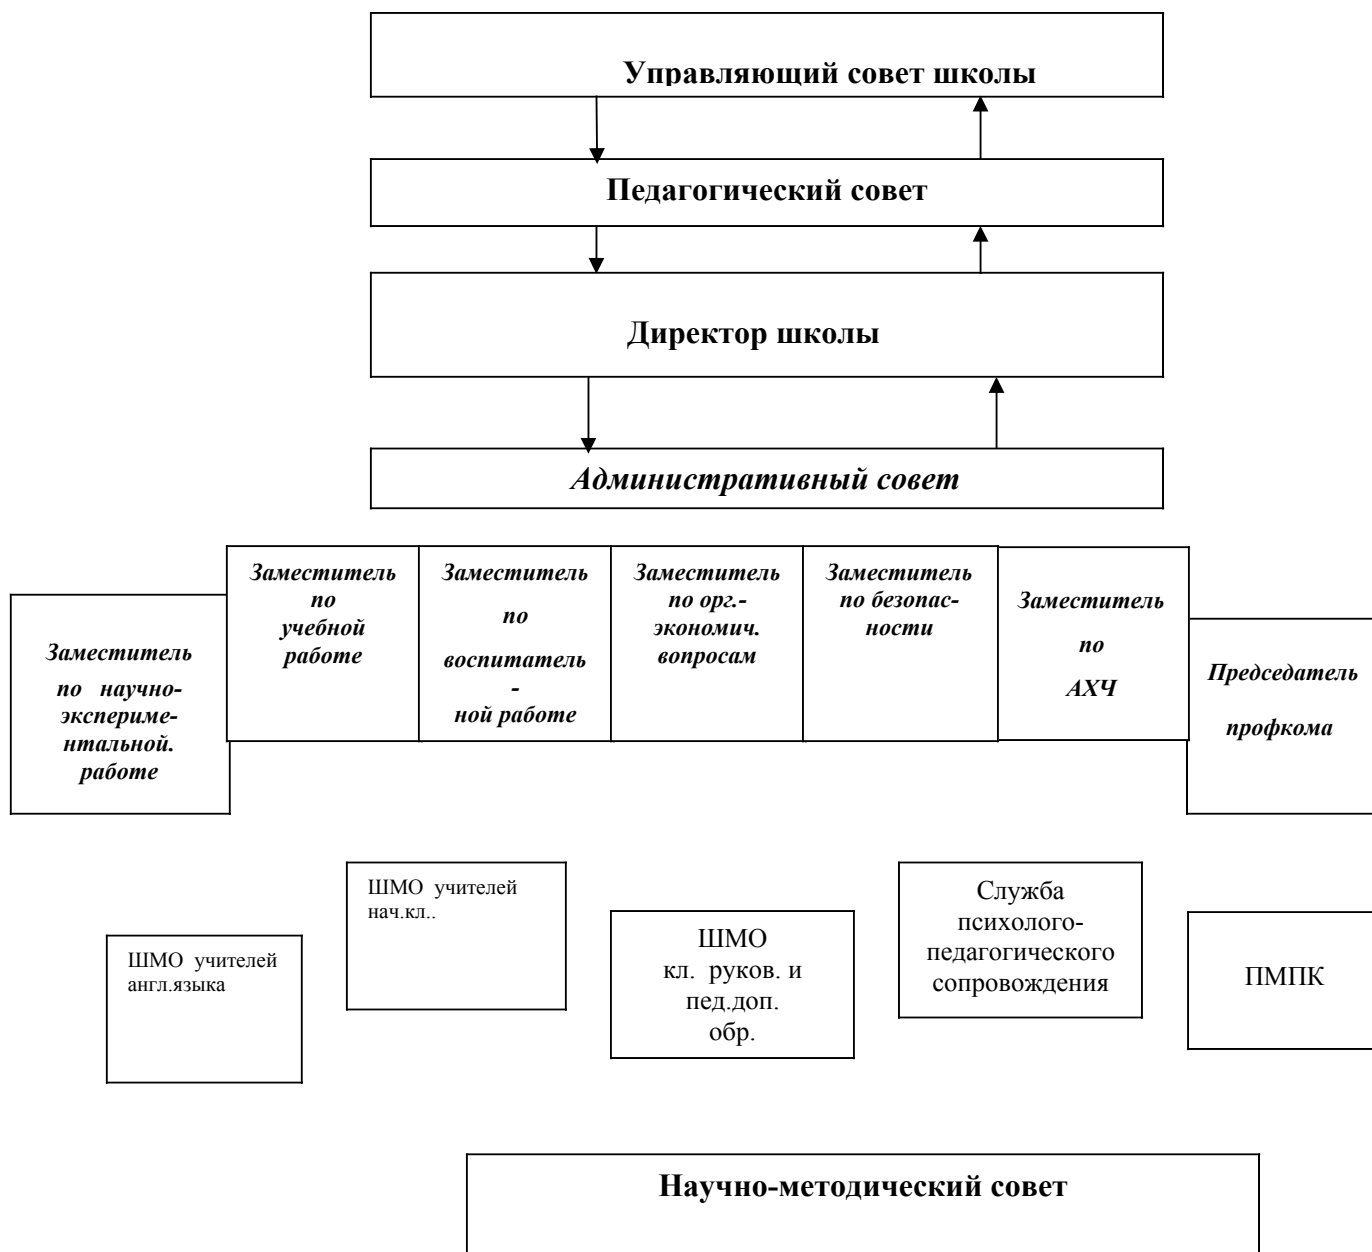 Управляющий совет школы
Педагогический совет
Директор школы
Административный совет
Заместитель
по научно-
экспериме-
нтальной.
работе
Заместитель
по
учебной
работе
Заместитель
по
воспитатель
-
ной работе
Заместитель
по орг.-
экономич.
вопросам
Заместитель
по безопас-
ности
Заместитель
по
АХЧ
Председатель
профкома
ШМО учителей
англ.языка
ШМО учителей
нач.кл..
ШМО
кл. руков. и
пед.доп.
обр.
Служба
психолого-
педагогического
сопровождения
ПМПК
Научно-методический совет